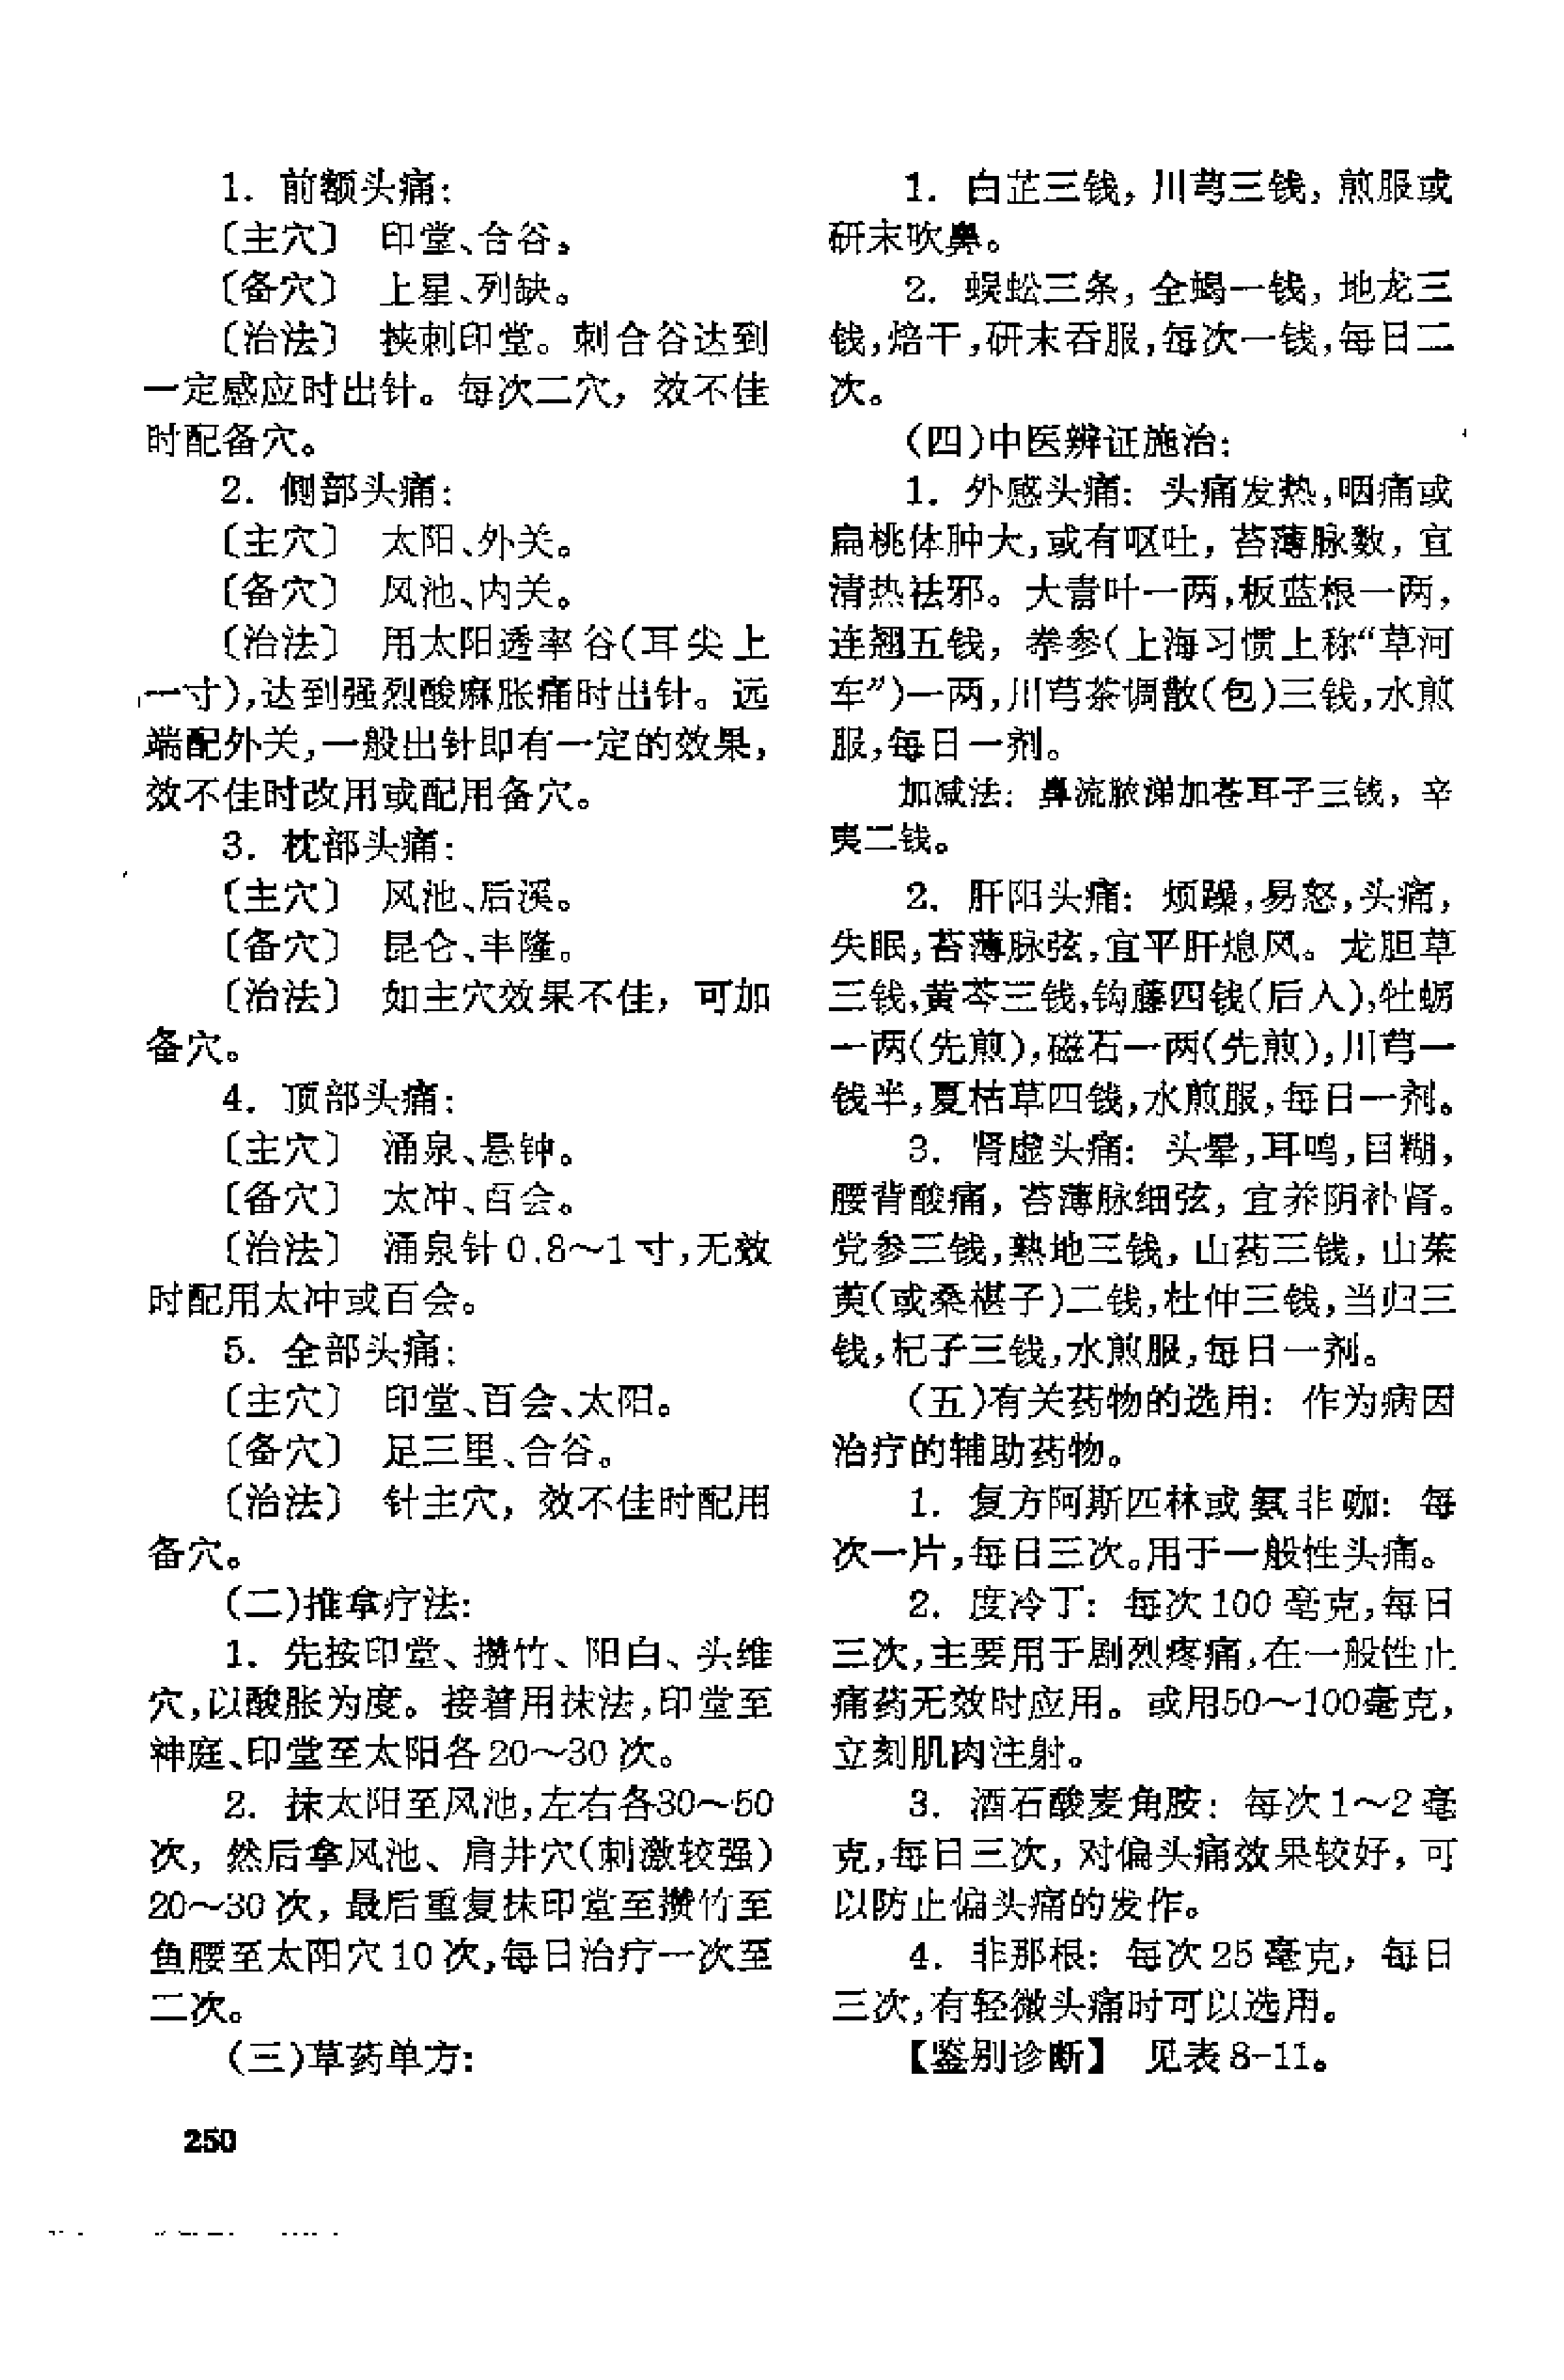 1. 前额头痛：
〔主穴〕 印堂、合谷。
〔备穴〕 上星、列缺。
〔治法〕 挟刺印堂。刺合谷达到
一定感应时出针。每次二穴，效不佳
时配备穴。
2. 侧部头痛：
〔主穴〕 太阳、外关。
〔备穴〕 风池、内关。
〔治法〕 用太阳透率谷（耳尖上
一寸），达到强烈酸麻胀痛时出针。远
端配外关，一般出针即有一定的效果，
效不佳时改用或配用备穴。
3. 枕部头痛：
〔主穴〕 风池、后溪。
〔备穴〕 昆仑、丰隆。
〔治法〕 如主穴效果不佳，可加
备穴。
4. 顶部头痛：
〔主穴〕 涌泉、悬钟。
〔备穴〕 太冲、百会。
〔治法〕 涌泉针0.8～1寸，无效
时配用太冲或百会。
5. 全部头痛：
〔主穴〕 印堂、百会、太阳。
〔备穴〕 足三里、合谷。
〔治法〕 针主穴，效不佳时配用
备穴。
（二）推拿疗法：
1. 先按印堂、攒竹、阳白、头维
穴，以酸胀为度。接着用抹法，印堂至
神庭、印堂至太阳各20～30次。
2. 抹太阳至风池，左右各30～50
次，然后拿风池、肩井穴（刺激较强）
20～30次，最后重复抹印堂至攒竹至
鱼腰至太阳穴10次，每日治疗一次至
二次。
（三）草药单方：
1. 白芷三钱，川芎三钱，煎服或
研末吹鼻。
2. 蜈蚣三条，全蝎一钱，地龙三
钱，焙干，研末吞服，每次一钱，每日二
次。
（四）中医辨证施治：
1. 外感头痛：头痛发热，咽痛或
扁桃体肿大，或有呕吐，苔薄脉数，宜
清热祛邪。大青叶一两，板蓝根一两，
连翘五钱，拳参（上海习惯上称“草河
车”）一两，川芎茶调散（包）三钱，水煎
服，每日一剂。
加减法：鼻流脓涕加苍耳子三钱，辛
夷二钱。
2. 肝阳头痛：烦躁，易怒，头痛，
失眠，苔薄脉弦，宜平肝熄风。龙胆草
三钱，黄芩三钱，钩藤四钱（后入），牡蛎
一两（先煎），磁石一两（先煎），川芎一
钱半，夏枯草四钱，水煎服，每日一剂。
3. 肾虚头痛：头晕，耳鸣，目糊，
腰背酸痛，苔薄脉细弦，宜养阴补肾。
党参三钱，熟地三钱，山药三钱，山茱
萸（或桑椹子）二钱，杜仲三钱，当归三
钱，杞子三钱，水煎服，每日一剂。
（五）有关药物的选用：作为病因
治疗的辅助药物。
1. 复方阿斯匹林或氨非咖：每
次一片，每日三次。用于一般性头痛。
2. 度冷丁：每次100毫克，每日
三次，主要用于剧烈疼痛，在一般性止
痛药无效时应用。或用50～100毫克，
立刻肌肉注射。
3. 酒石酸麦角胺：每次1～2毫
克，每日三次，对偏头痛效果较好，可
以防止偏头痛的发作。
4. 非那根：每次25毫克，每日
三次，有轻微头痛时可以选用。
【鉴别诊断】 见表8-11。
250